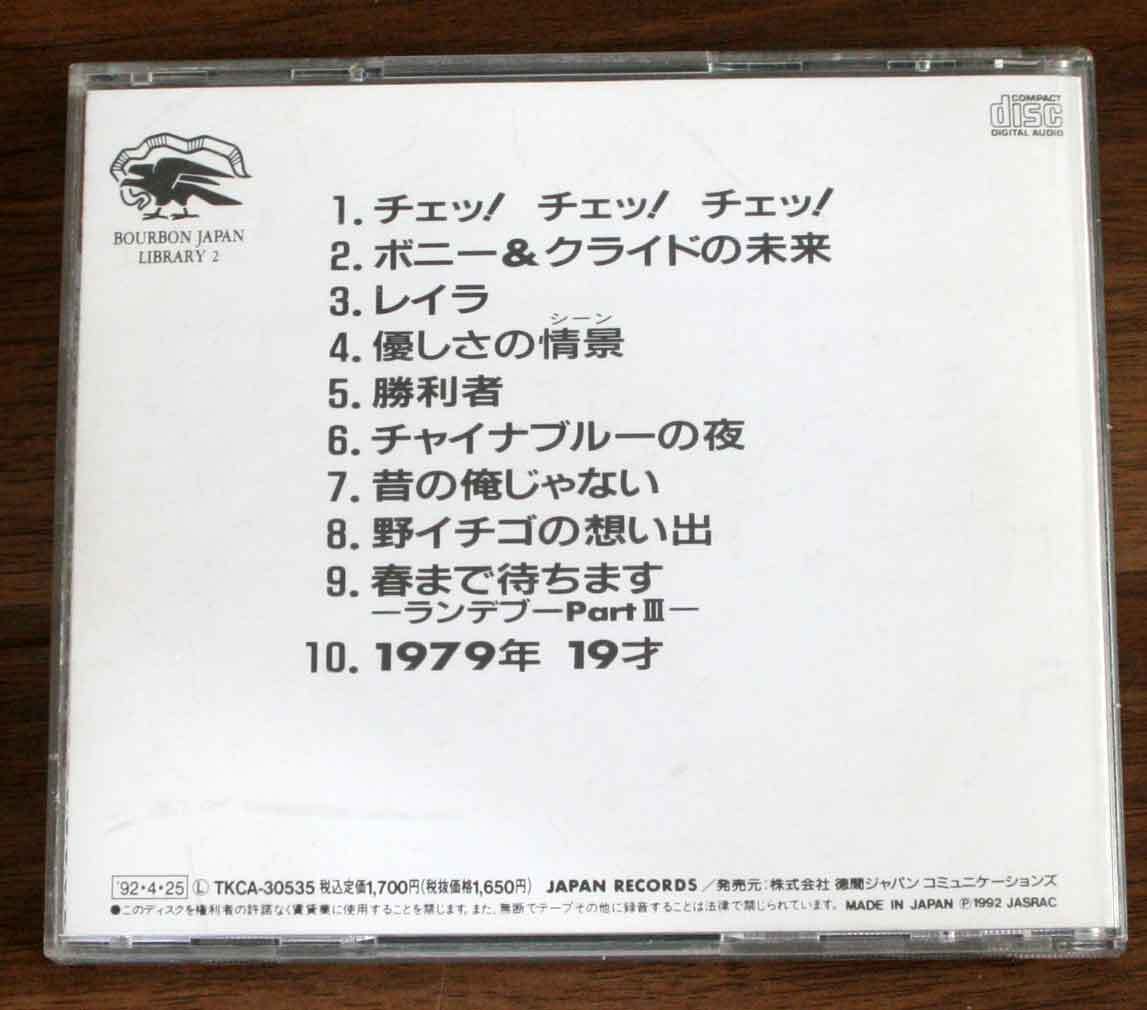 COMPACT
disc
DIGITAL AUDIO
BOURBON JAPAN
LIBRARY 2
1. チェッ! チェッ! チェッ!
2. ボニー&クライドの未来
3. レイラ
シーン
4. 優しさの情景
5. 勝利者
6. チャイナブルーの夜
7. 昔の俺じゃない
8. 野イチゴの想い出
9. 春まで待ちます
—ランデブーPart Ⅲ—
10. 1979年 19才
'92・4・25 Ⓛ TKCA-30535 税込定価1,700円(税抜価格1,650円) JAPAN RECORDS/発売元:株式会社 徳間ジャパン コミュニケーションズ
●このディスクを権利者の許諾なく賃貸業に使用することを禁じます。また、無断でテープその他に録音することは法律で禁じられています。 MADE IN JAPAN Ⓟ1992 JASRAC